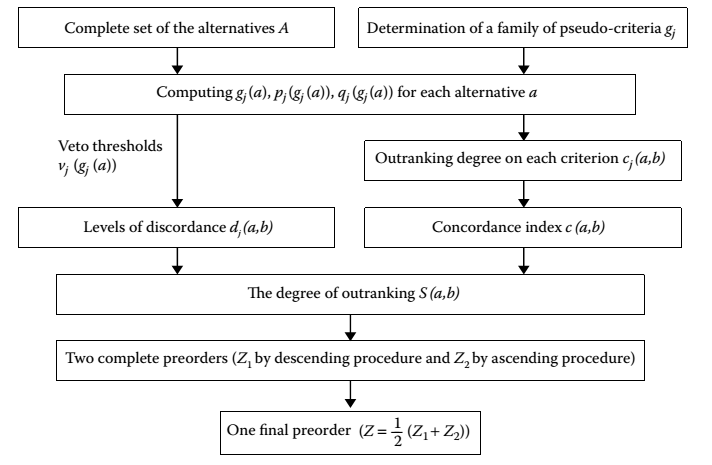 Complete set of the alternatives A
Determination of a family of pseudo-criteria gⱼ
Computing gⱼ(a), pⱼ(gⱼ(a)), qⱼ(gⱼ(a)) for each alternative a
Veto thresholds
vⱼ (gⱼ (a))
Outranking degree on each criterion cⱼ(a,b)
Levels of discordance dⱼ(a,b)
Concordance index c (a,b)
The degree of outranking S(a,b)
Two complete preorders (Z₁ by descending procedure and Z₂ by ascending procedure)
One final preorder (Z = 1/2 (Z₁ + Z₂))